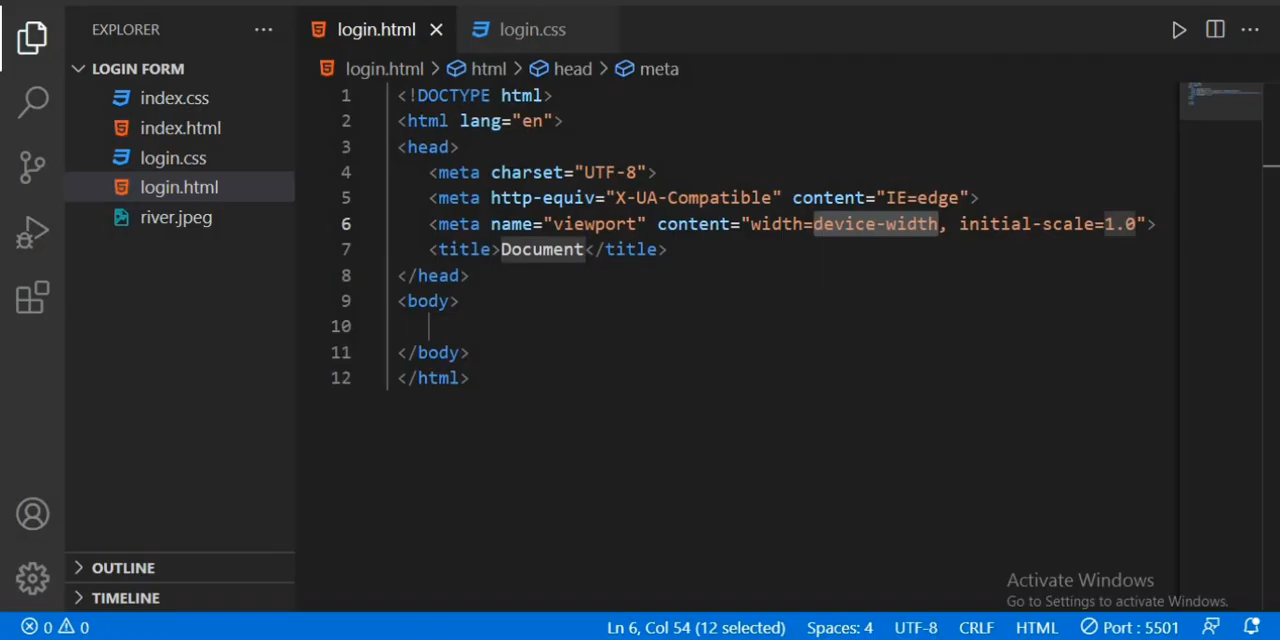 EXPLORER
LOGIN FORM
index.css
index.html
login.css
login.html
river.jpeg
OUTLINE
TIMELINE
login.html
login.css
login.html > html > head > meta
1 <!DOCTYPE html>
2 <html lang="en">
3 <head>
4 <meta charset="UTF-8">
5 <meta http-equiv="X-UA-Compatible" content="IE=edge">
6 <meta name="viewport" content="width=device-width, initial-scale=1.0">
7 <title>Document</title>
8 </head>
9 <body>
10
11 </body>
12 </html>
Activate Windows
Go to Settings to activate Windows.
0 0 Ln 6, Col 54 (12 selected) Spaces: 4 UTF-8 CRLF HTML Port : 5501